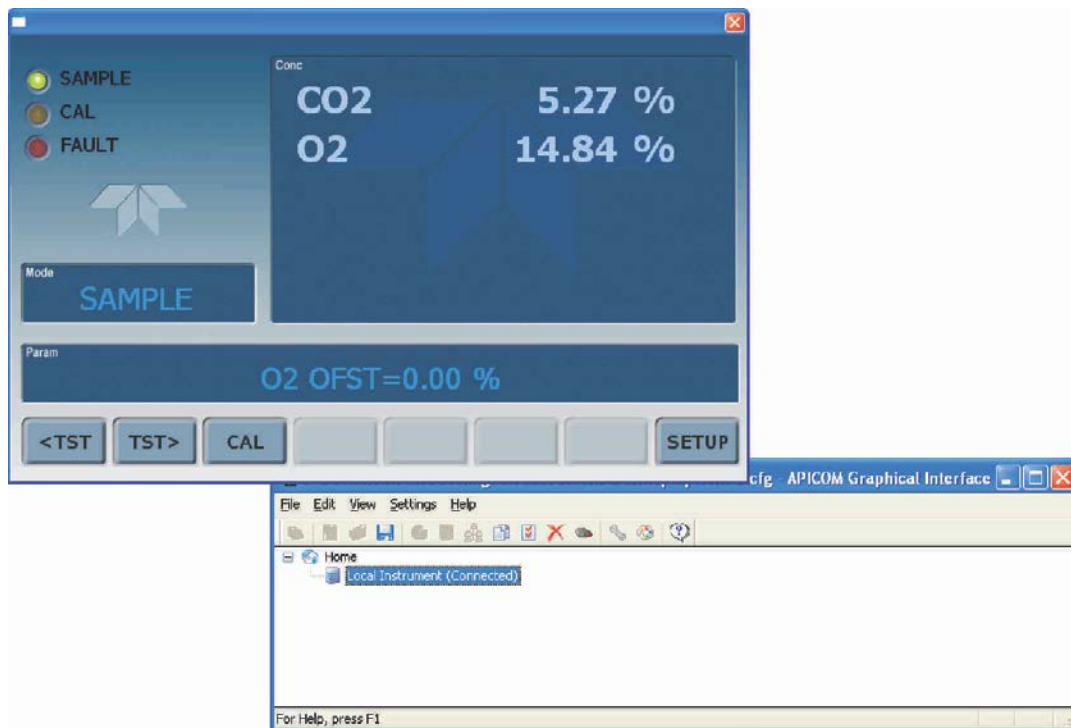 SAMPLE
CAL
FAULT
Conc
CO2 5.27 %
O2 14.84 %
Mode
SAMPLE
Param
O2 OFST=0.00 %
<TST TST> CAL SETUP
cfg - APICOM Graphical Interface
File Edit View Settings Help
Home
Local Instrument (Connected)
For Help, press F1